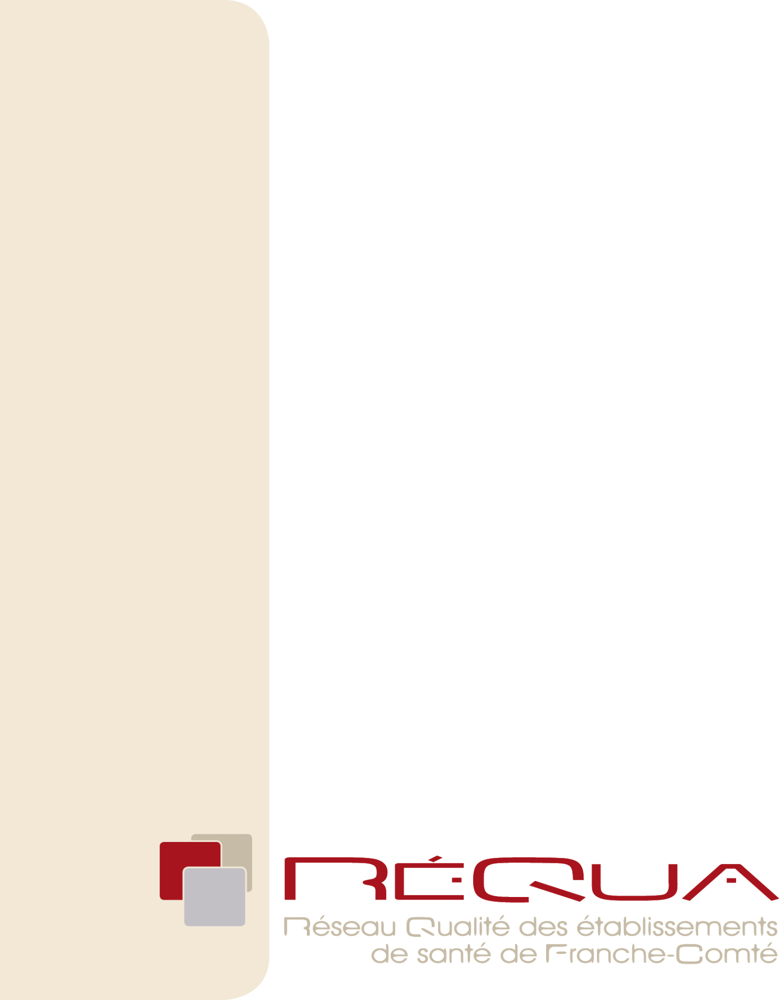 RÉQUA
Réseau Qualité des établissements
de santé de Franche-Comté